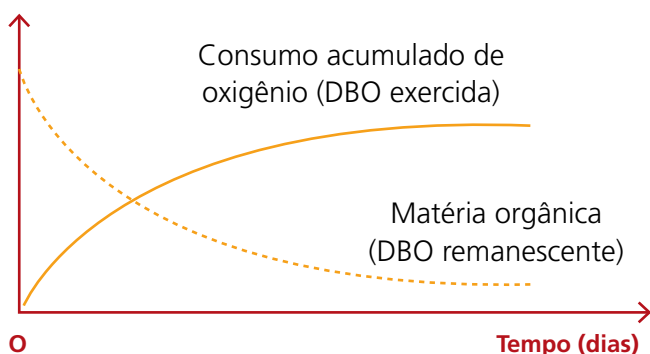 Consumo acumulado de
oxigênio (DBO exercida)
Matéria orgânica
(DBO remanescente)
O
Tempo (dias)